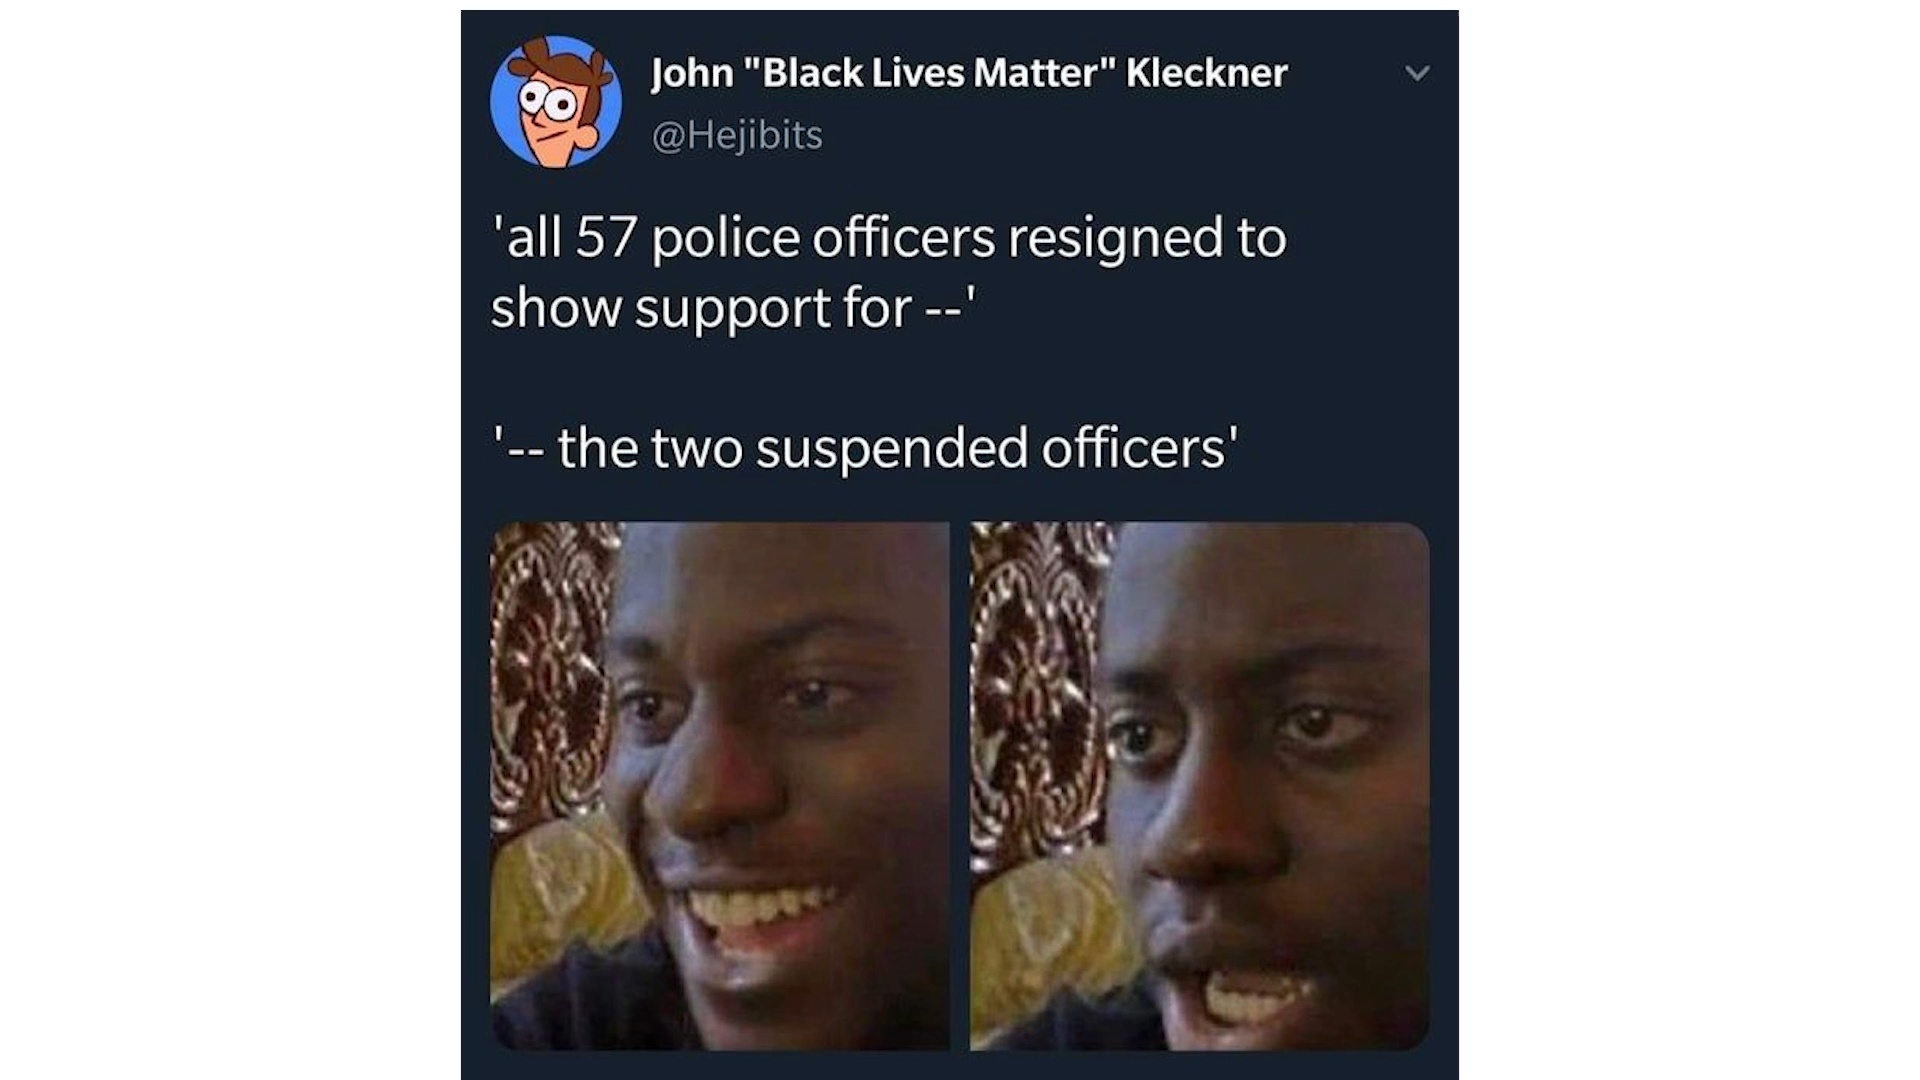 John "Black Lives Matter" Kleckner
@Hejibits
'all 57 police officers resigned to
show support for --'
'-- the two suspended officers'